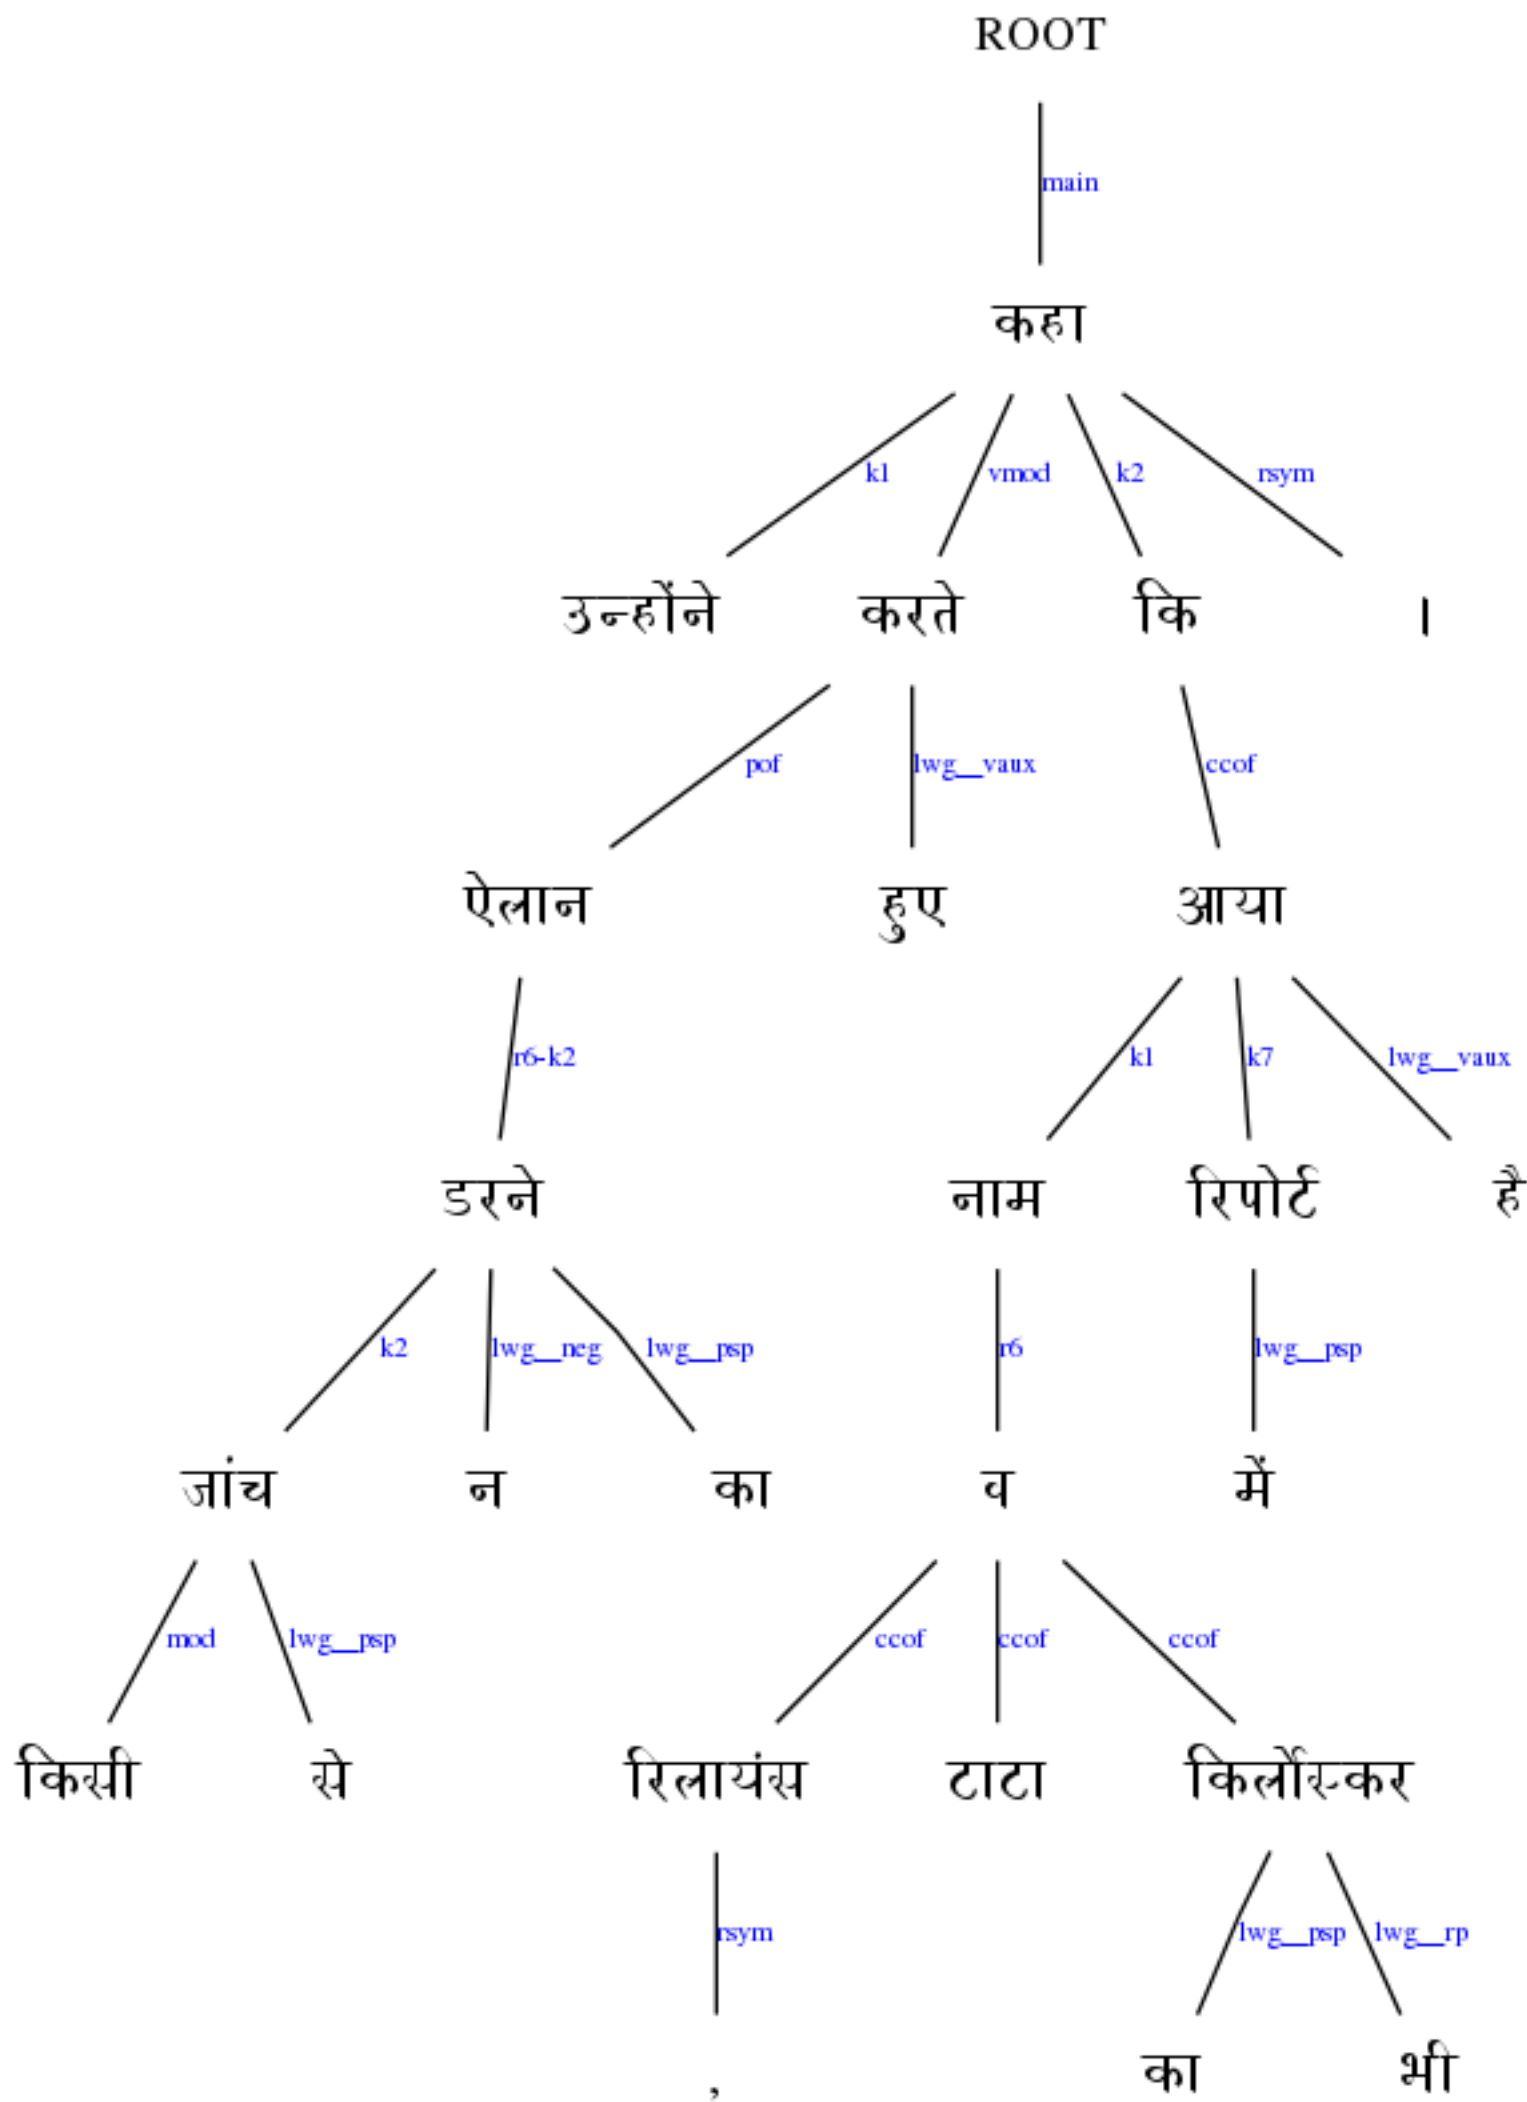 ROOT
main
कहा
k1 vmod k2 rsym
उन्होंने करते कि ।
pof lwg__vaux ccof
ऐलान हुए आया
r6-k2 k1 k7 lwg__vaux
डरने नाम रिपोर्ट है
k2 lwg__neg lwg__psp r6 lwg__psp
जांच न का व में
mod lwg__psp ccof ccof ccof
किसी से रिलायंस टाटा किर्लोस्कर
rsym lwg__psp lwg__rp
, का भी